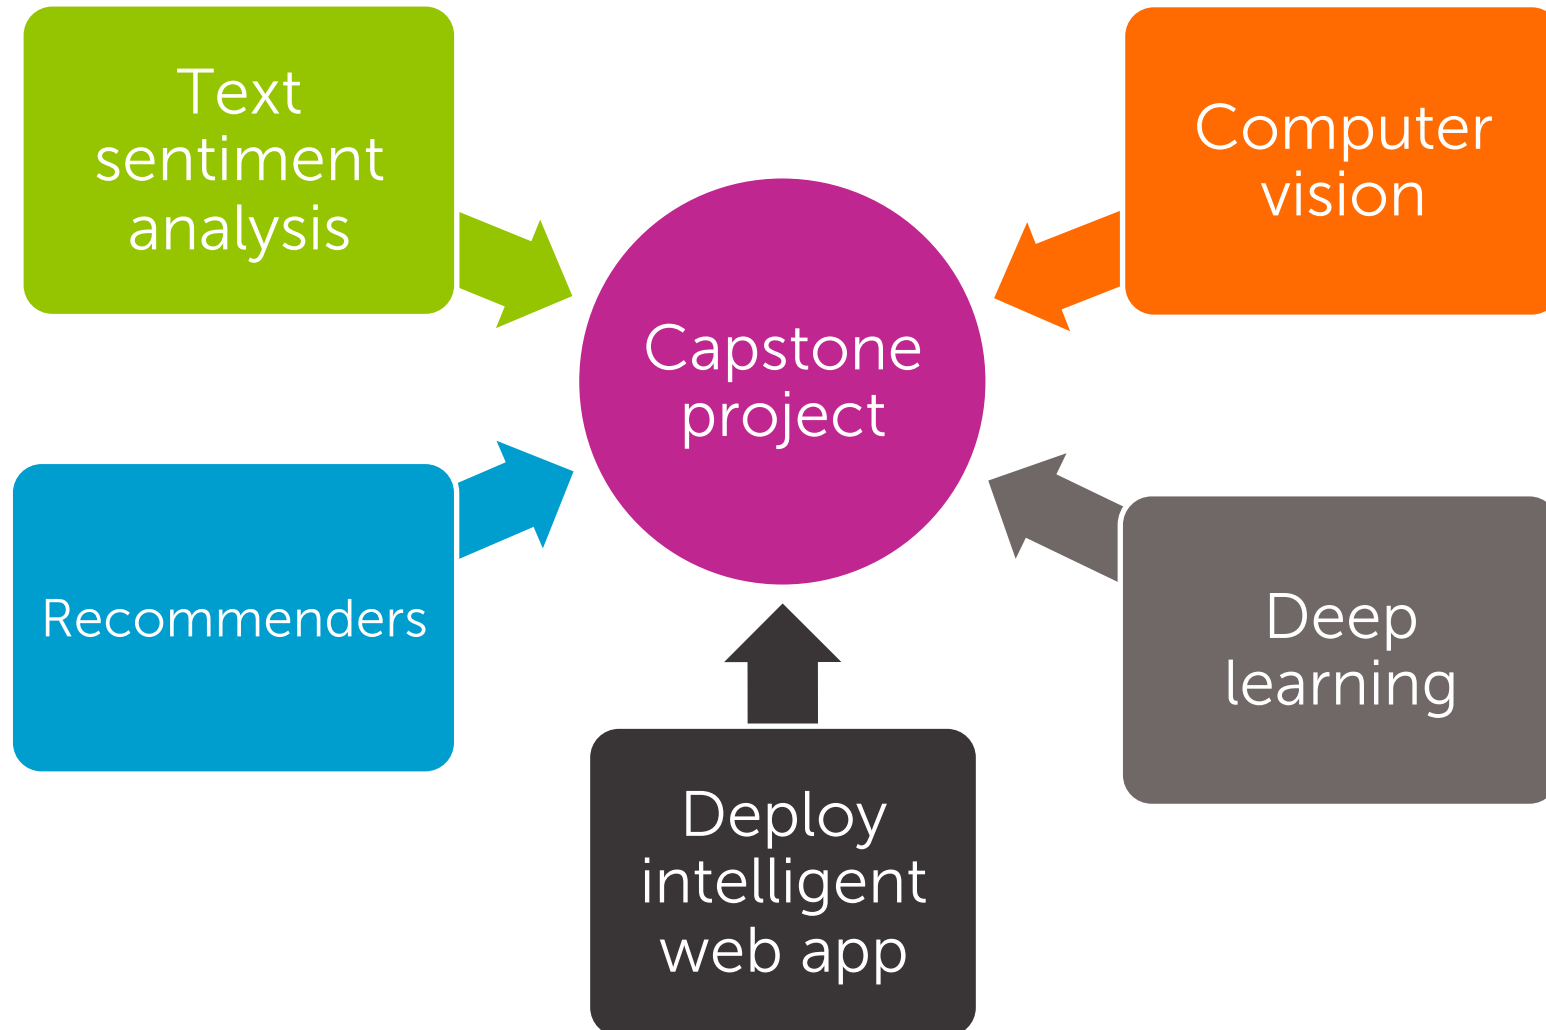 Text
sentiment
analysis
Computer
vision
Capstone
project
Recommenders
Deep
learning
Deploy
intelligent
web app